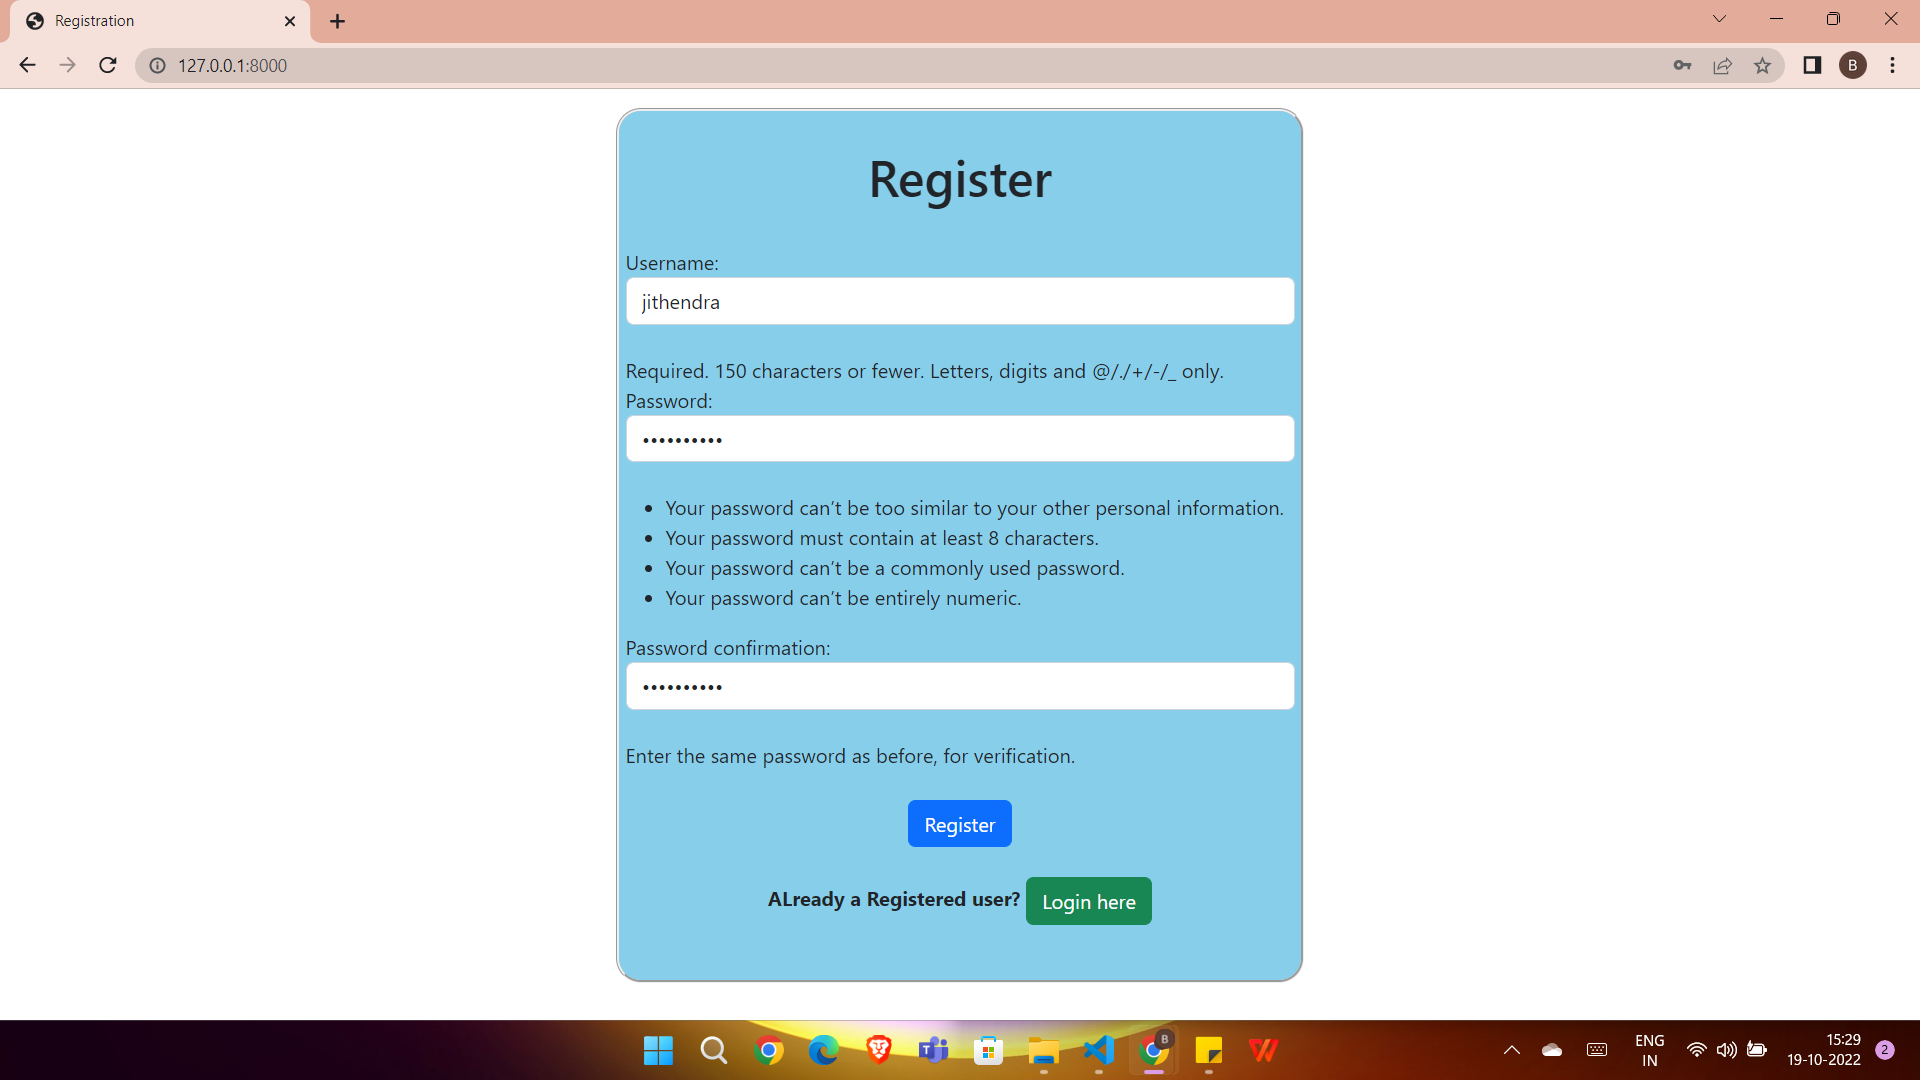 Registration
127.0.0.1:8000
B
Register
Username:
jithendra
Required. 150 characters or fewer. Letters, digits and @/./+/-/_ only.
Password:
••••••••••
• Your password can’t be too similar to your other personal information.
• Your password must contain at least 8 characters.
• Your password can’t be a commonly used password.
• Your password can’t be entirely numeric.
Password confirmation:
••••••••••
Enter the same password as before, for verification.
Register
ALready a Registered user? Login here
B
ENG
IN
15:29
19-10-2022
2